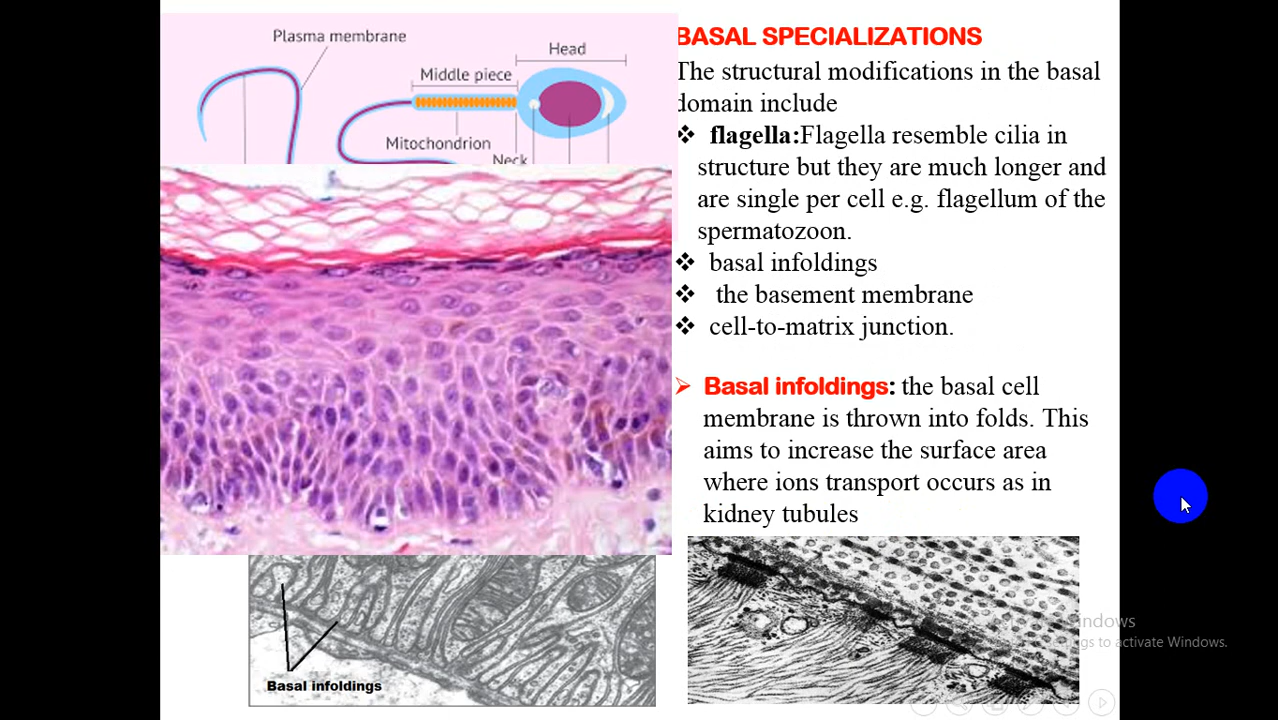 Plasma membrane
Head
Middle piece
Mitochondrion
Neck
BASAL SPECIALIZATIONS
The structural modifications in the basal
domain include
❖ flagella:Flagella resemble cilia in
structure but they are much longer and
are single per cell e.g. flagellum of the
spermatozoon.
❖ basal infoldings
❖ the basement membrane
❖ cell-to-matrix junction.
➢ Basal infoldings: the basal cell
membrane is thrown into folds. This
aims to increase the surface area
where ions transport occurs as in
kidney tubules
Basal infoldings
to activate Windows.